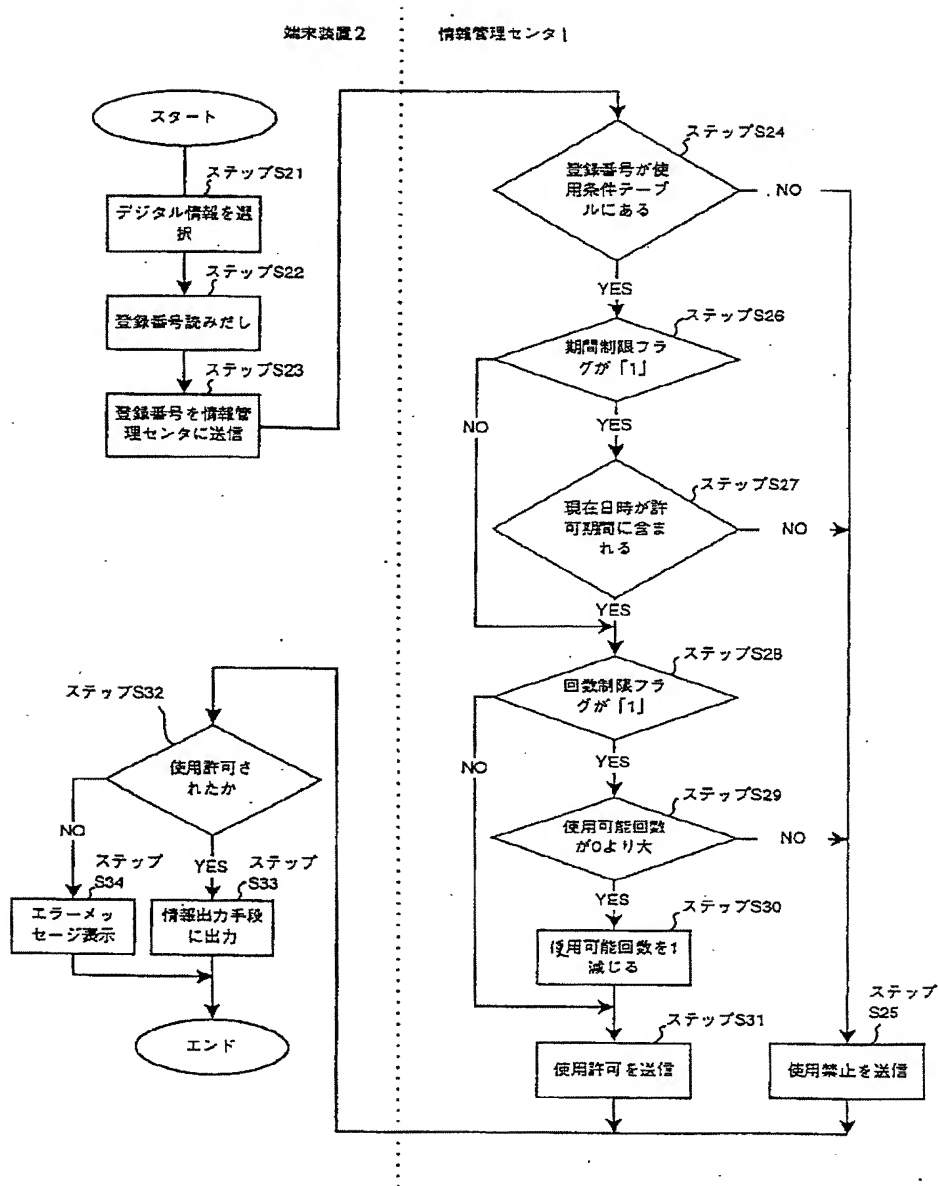 端末装置2
情報管理センタ1
スタート
ステップS21
デジタル情報を選
択
ステップS22
登録番号読みだし
ステップS23
登録番号を情報管
理センタに送信
ステップS24
登録番号が使
用条件テーブ
ルにある
NO
YES
ステップS26
期間制限フラ
グが「1」
NO
YES
ステップS27
現在日時が許
可期間に含ま
れる
NO
YES
ステップS28
回数制限フラ
グが「1」
NO
YES
ステップS29
使用可能回数
が0より大
NO
YES
ステップS30
使用可能回数を1
減じる
ステップS31
使用許可を送信
ステップ
S25
使用禁止を送信
ステップS32
使用許可さ
れたか
NO
YES
ステップ
S34
エラーメッ
セージ表示
ステップ
S33
情報出力手段
に出力
エンド